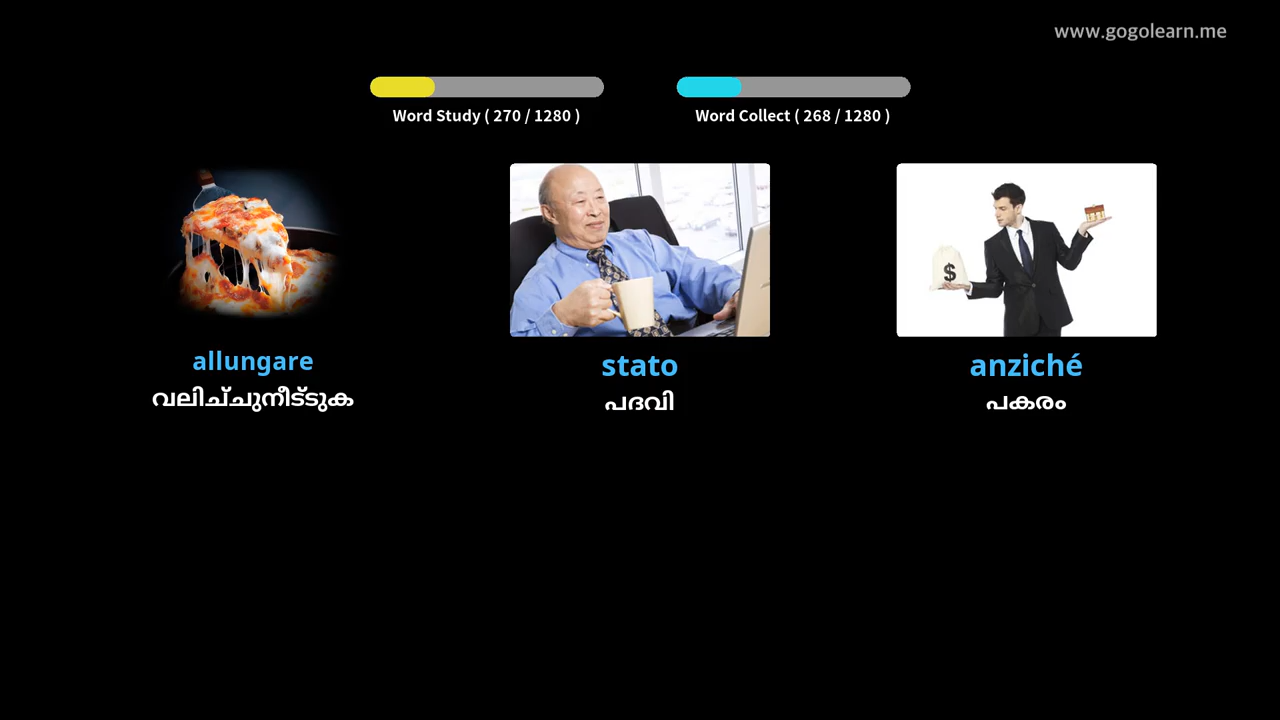 www.gogolearn.me
Word Study ( 270 / 1280 )
Word Collect ( 268 / 1280 )
$
allungare
വലിച്ചുനീട്ടുക
stato
പദവി
anziché
പകരം